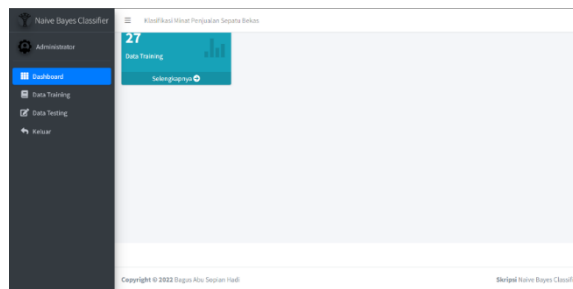 Naive Bayes Classifier
Klasifikasi Minat Penjualan Sepatu Bekas
Administrator
27
Data Training
Selengkapnya
Dashboard
Data Training
Data Testing
Keluar
Copyright © 2022 Bagus Abu Sopian Hadi
Skripsi Naive Bayes Classifi